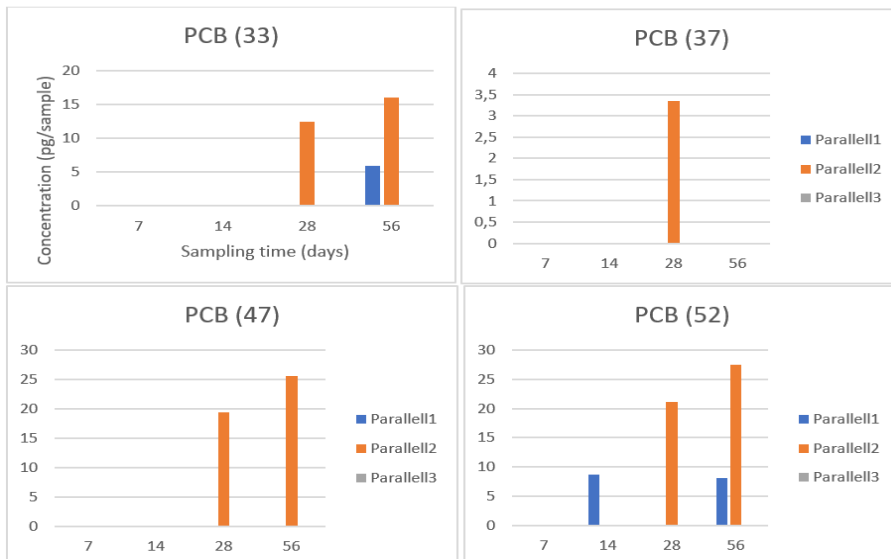 PCB (33)
Concentration (pg/sample)
20
15
10
5
0
7 14 28 56
Sampling time (days)
PCB (37)
4
3,5
3
2,5
2
1,5
1
0,5
0
7 14 28 56
Parallell1
Parallell2
Parallell3
PCB (47)
30
25
20
15
10
5
0
7 14 28 56
Parallell1
Parallell2
Parallell3
PCB (52)
30
25
20
15
10
5
0
7 14 28 56
Parallell1
Parallell2
Parallell3